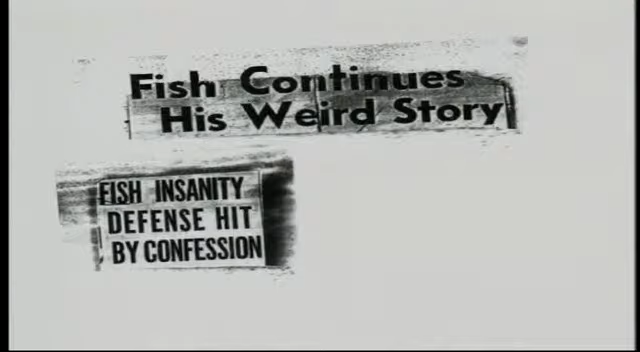 Fish Continues
His Weird Story
FISH INSANITY
DEFENSE HIT
BY CONFESSION